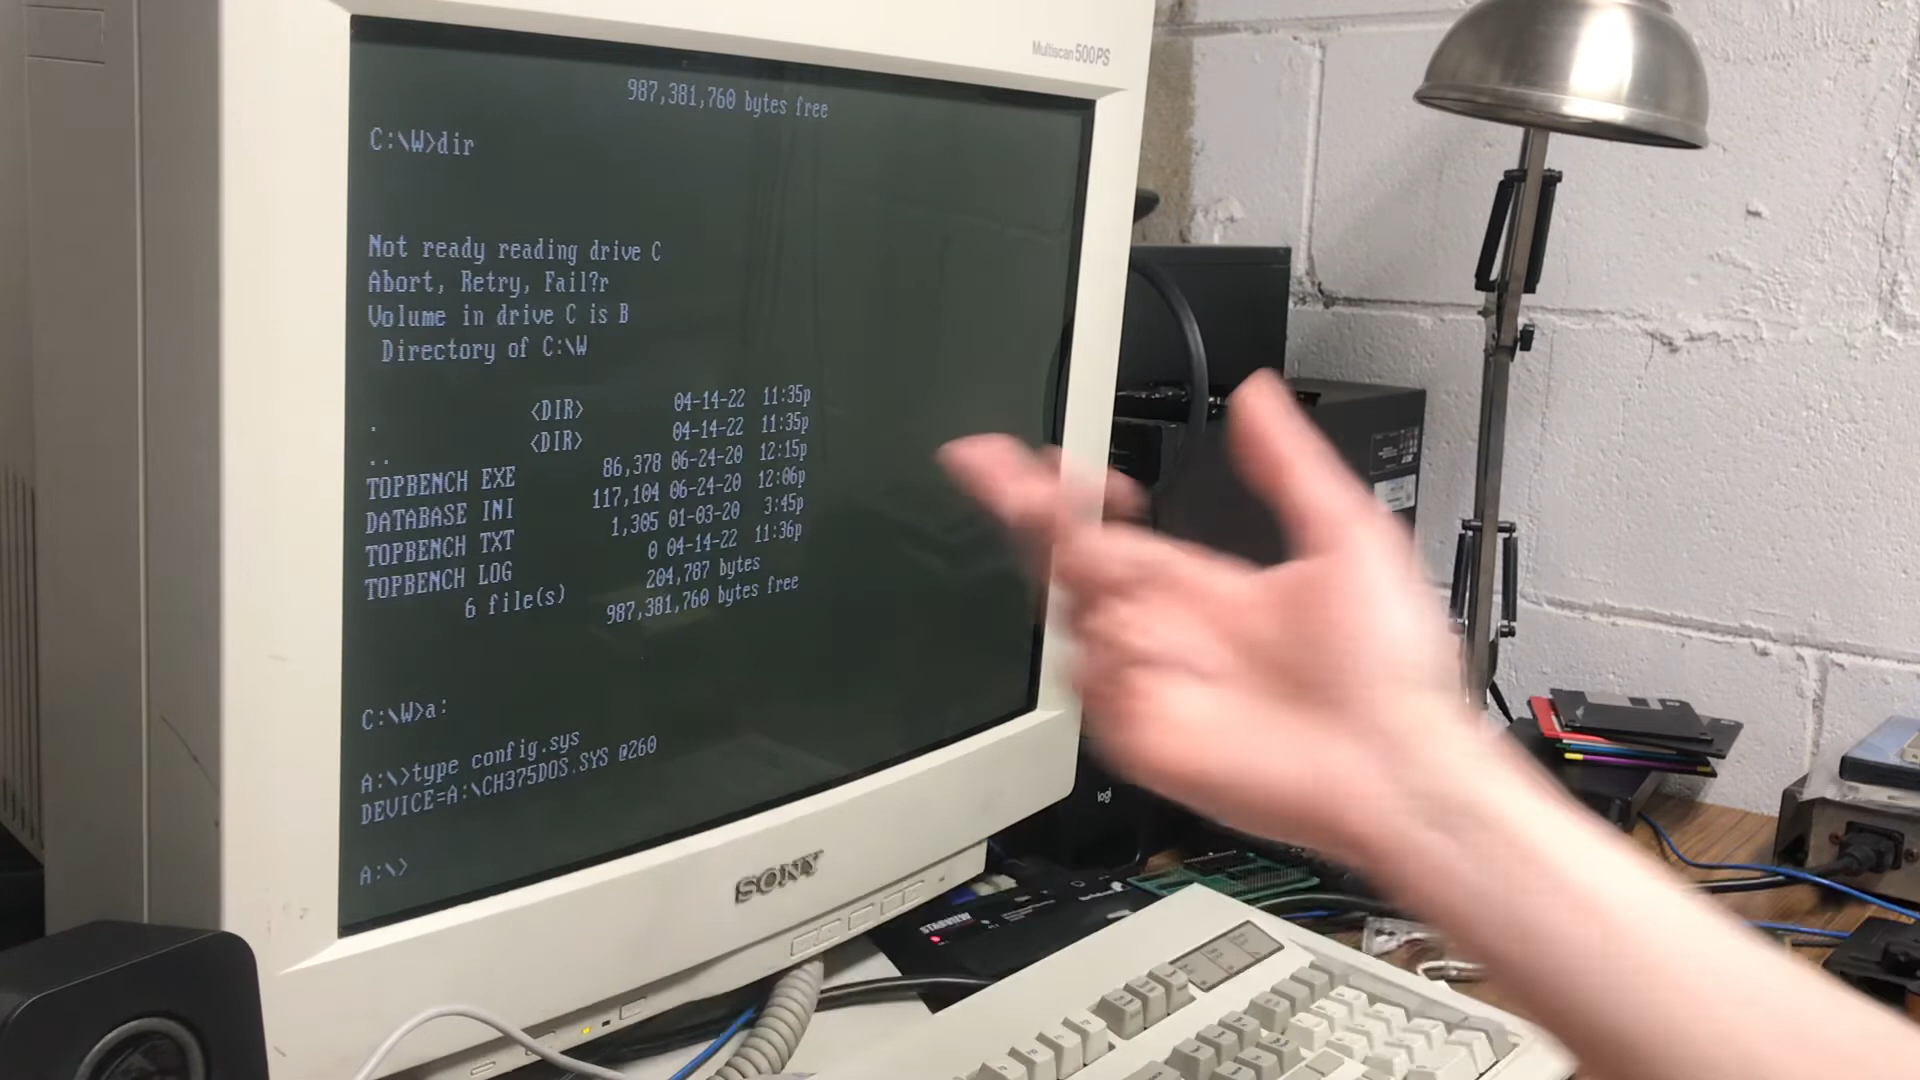 Multiscan 500PS
987,381,760 bytes free
C:\W>dir
Not ready reading drive C
Abort, Retry, Fail?r
Volume in drive C is B
Directory of C:\W
. <DIR> 04-14-22 11:35p
.. <DIR> 04-14-22 11:35p
TOPBENCH EXE 86,378 06-24-20 12:15p
DATABASE INI 117,104 06-24-20 12:06p
TOPBENCH TXT 1,305 01-03-20 3:45p
TOPBENCH LOG 0 04-14-22 11:36p
6 file(s) 204,787 bytes
987,381,760 bytes free
C:\W>a:
A:\>type config.sys
DEVICE=A:\CH375DOS.SYS @260
A:\>
SONY
logi